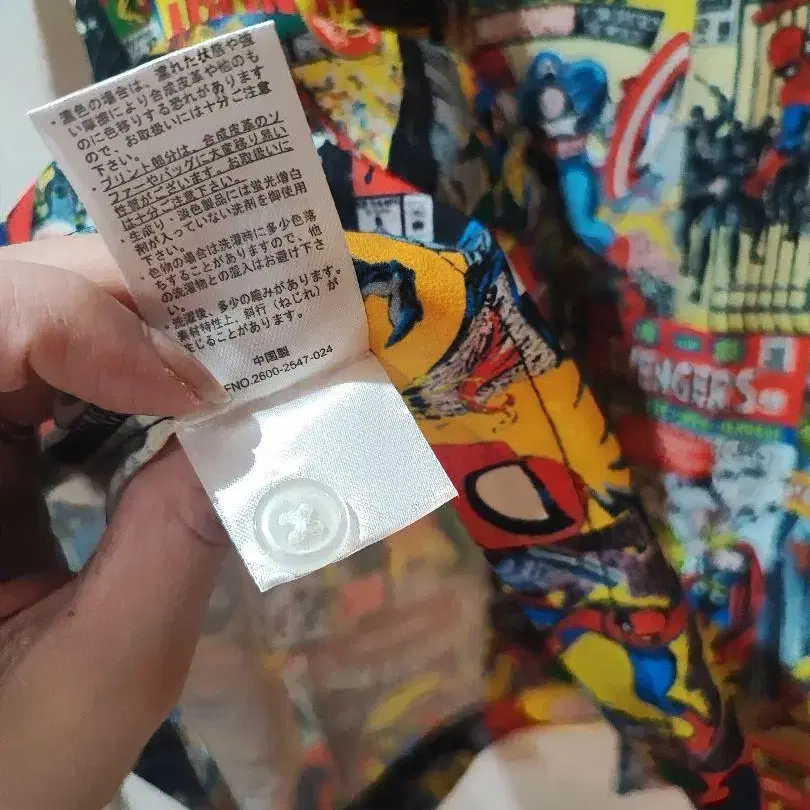 ・濃色の場合は、濡れた状態や強
い摩擦により合成皮革や他のも
のに色移りする恐れがあります
ので、お取扱いには十分ご注意
下さい。
・プリント部分は、合成皮革のソ
ファーやバッグに大変移り易い
性質がございます。お取扱いに
は十分ご注意下さい。
・生成り・淡色製品には蛍光増白
剤が入っていない洗剤を御使用
下さい。
・色物の場合は洗濯時に多少色落
ちすることがありますので、他
の洗濯物との混入はお避け下さ
い。
・洗濯後、多少の縮みがあります。
素材特性上、斜行(ねじれ)が
生じることがあります。
中国製
FNO.2600-2547-024
ENGERS